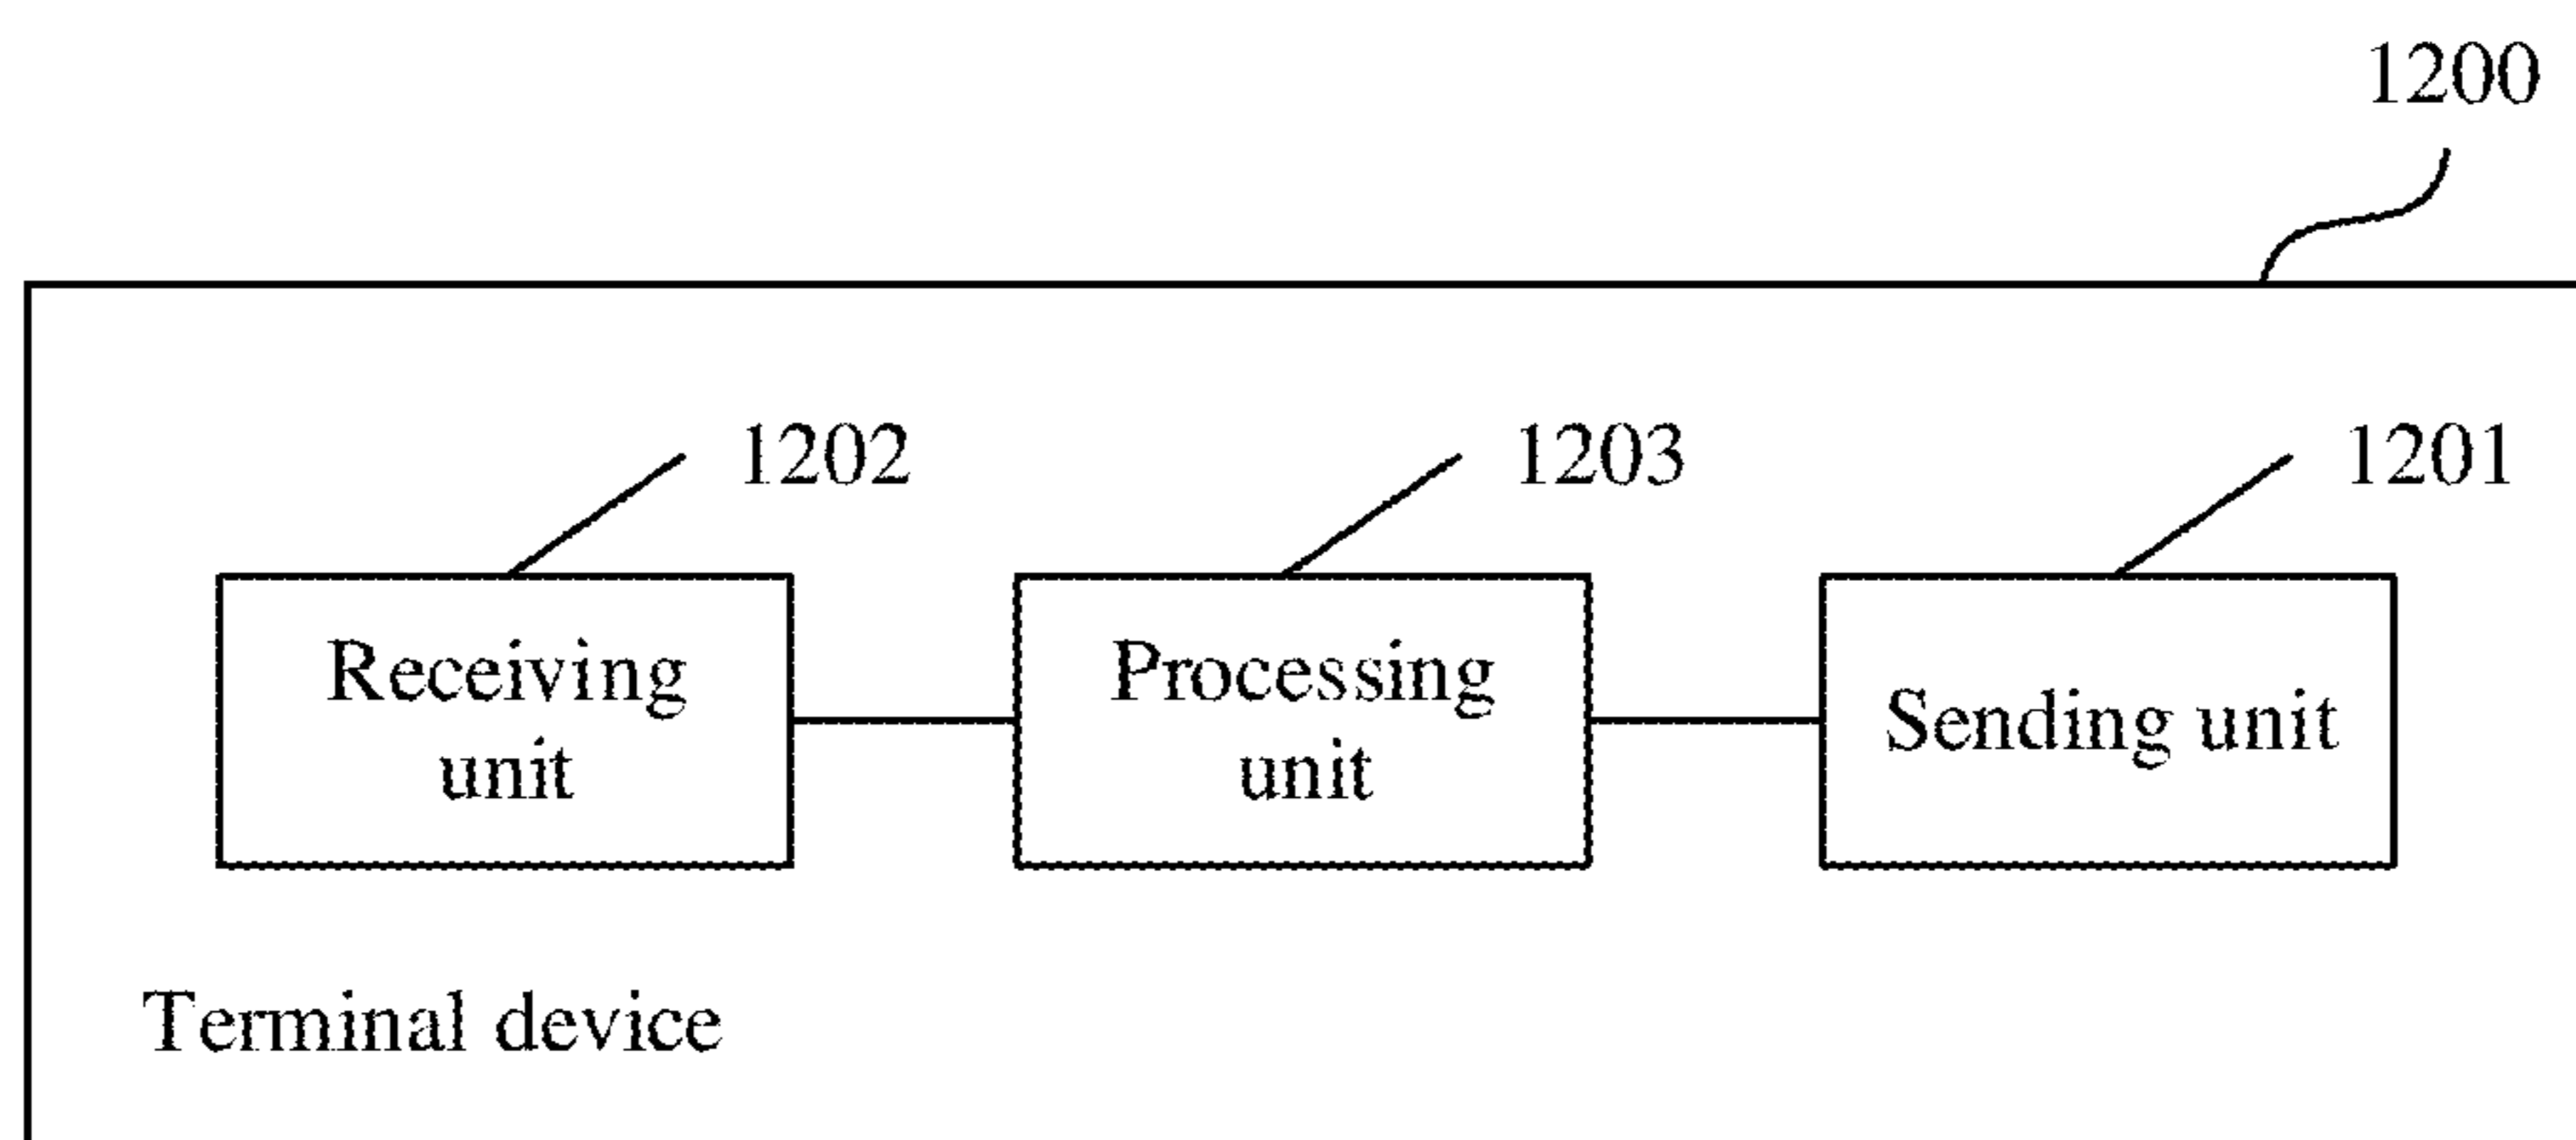 1200
1202
1203
1201
Receiving
unit
Processing
unit
Sending unit
Terminal device